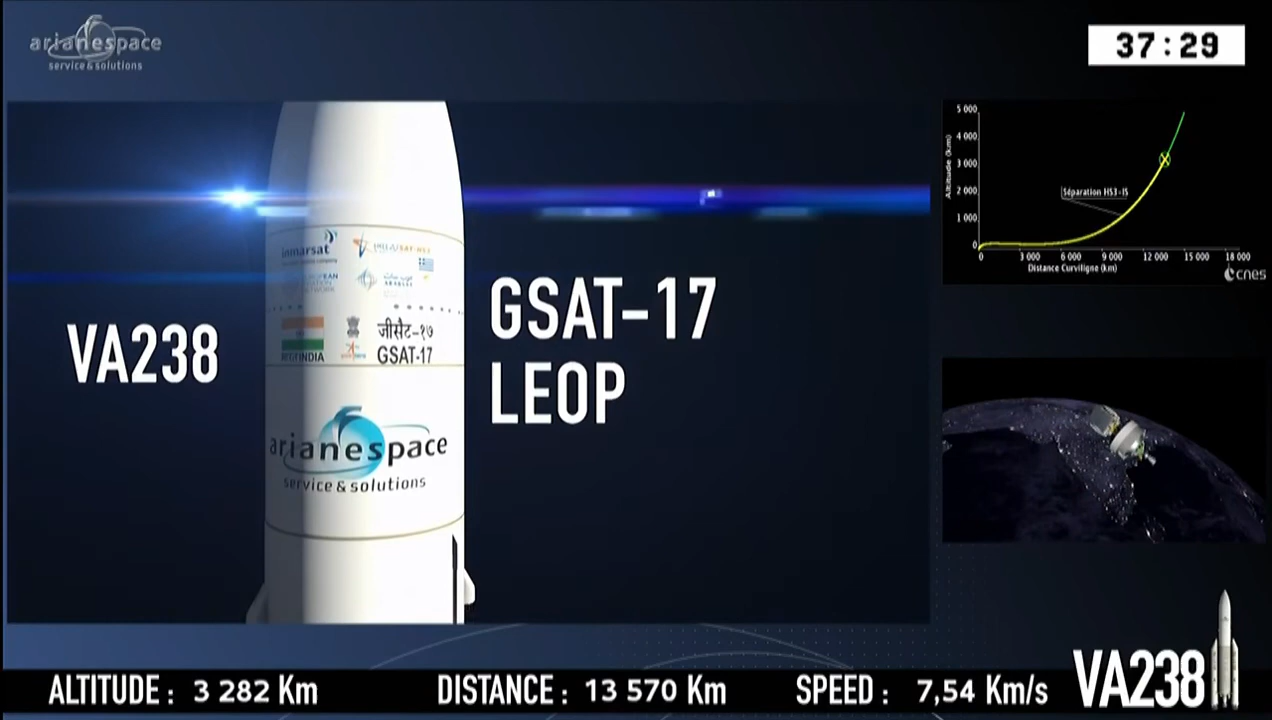 arianespace
service & solutions
37:29
VA238
inmarsat
जीसैट-१७
GSAT-17
arianespace
service & solutions
GSAT-17
LEOP
5 000
4 000
3 000
2 000
1 000
0
Altitude (km)
Séparation HS3-IS
0 3 000 6 000 9 000 12 000 15 000 18 000
Distance Curviligne (km)
cnes
ALTITUDE : 3 282 Km DISTANCE : 13 570 Km SPEED : 7,54 Km/s
VA238